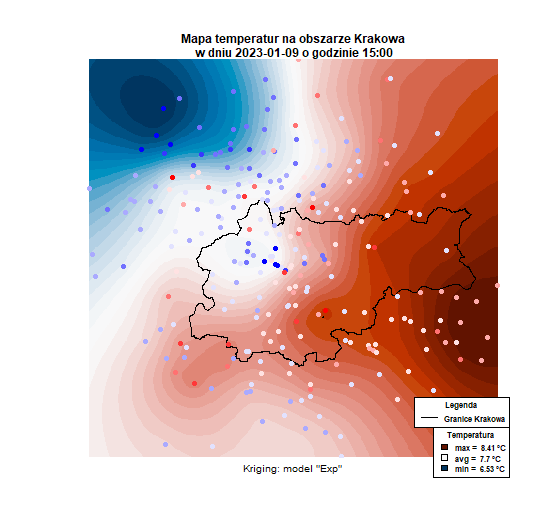 Mapa temperatur na obszarze Krakowa
w dniu 2023-01-09 o godzinie 15:00
Legenda
Granice Krakowa
Temperatura
max = 8.41 °C
avg = 7.7 °C
min = 6.53 °C
Kriging: model "Exp"